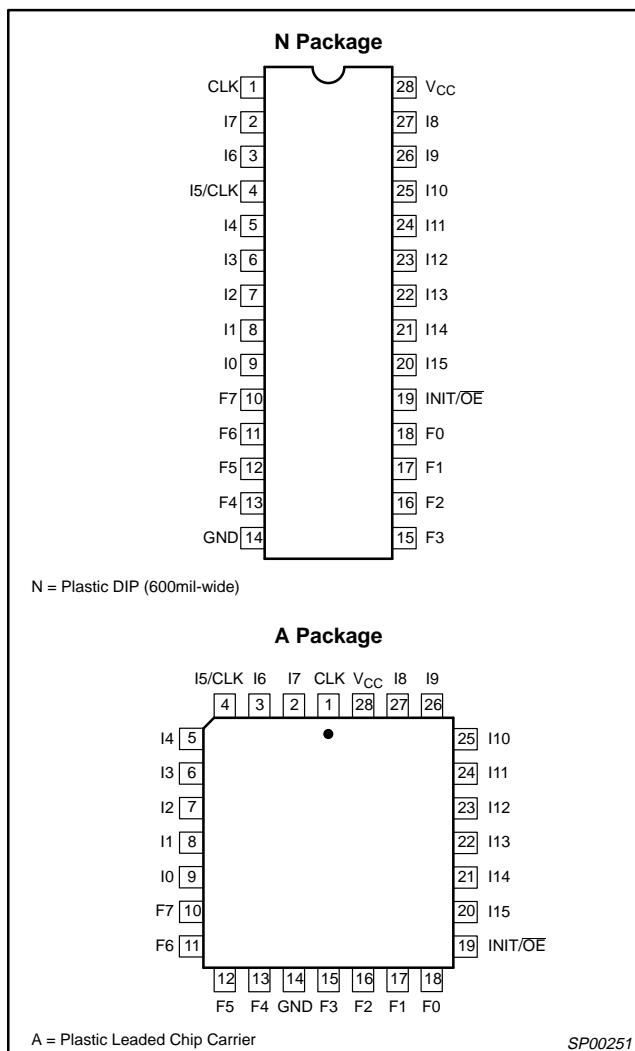 N Package
CLK 1 28 VCC
I7 2 27 I8
I6 3 26 I9
I5/CLK 4 25 I10
I4 5 24 I11
I3 6 23 I12
I2 7 22 I13
I1 8 21 I14
I0 9 20 I15
F7 10 19 INIT/O̅E̅
F6 11 18 F0
F5 12 17 F1
F4 13 16 F2
GND 14 15 F3
N = Plastic DIP (600mil-wide)
A Package
I5/CLK I6 I7 CLK VCC I8 I9
4 3 2 1 28 27 26
I4 5 25 I10
I3 6 24 I11
I2 7 23 I12
I1 8 22 I13
I0 9 21 I14
F7 10 20 I15
F6 11 19 INIT/O̅E̅
12 13 14 15 16 17 18
F5 F4 GND F3 F2 F1 F0
A = Plastic Leaded Chip Carrier
SP00251